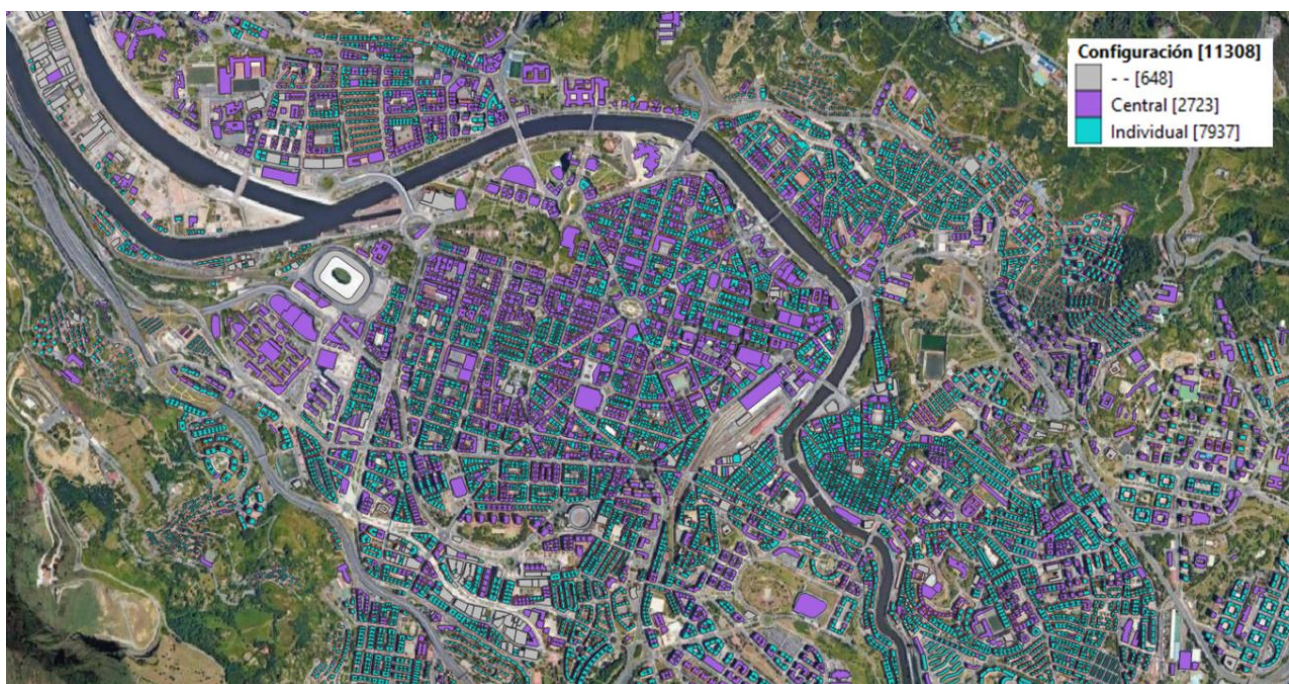 Configuración [11308]
- - [648]
Central [2723]
Individual [7937]